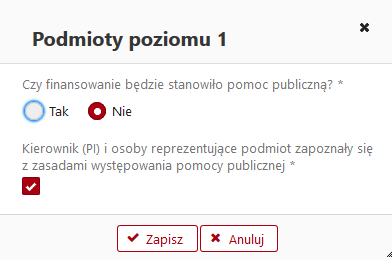 Podmioty poziomu 1
Czy finansowanie będzie stanowiło pomoc publiczną? *
Tak Nie
Kierownik (PI) i osoby reprezentujące podmiot zapoznały się
z zasadami występowania pomocy publicznej *
Zapisz Anuluj